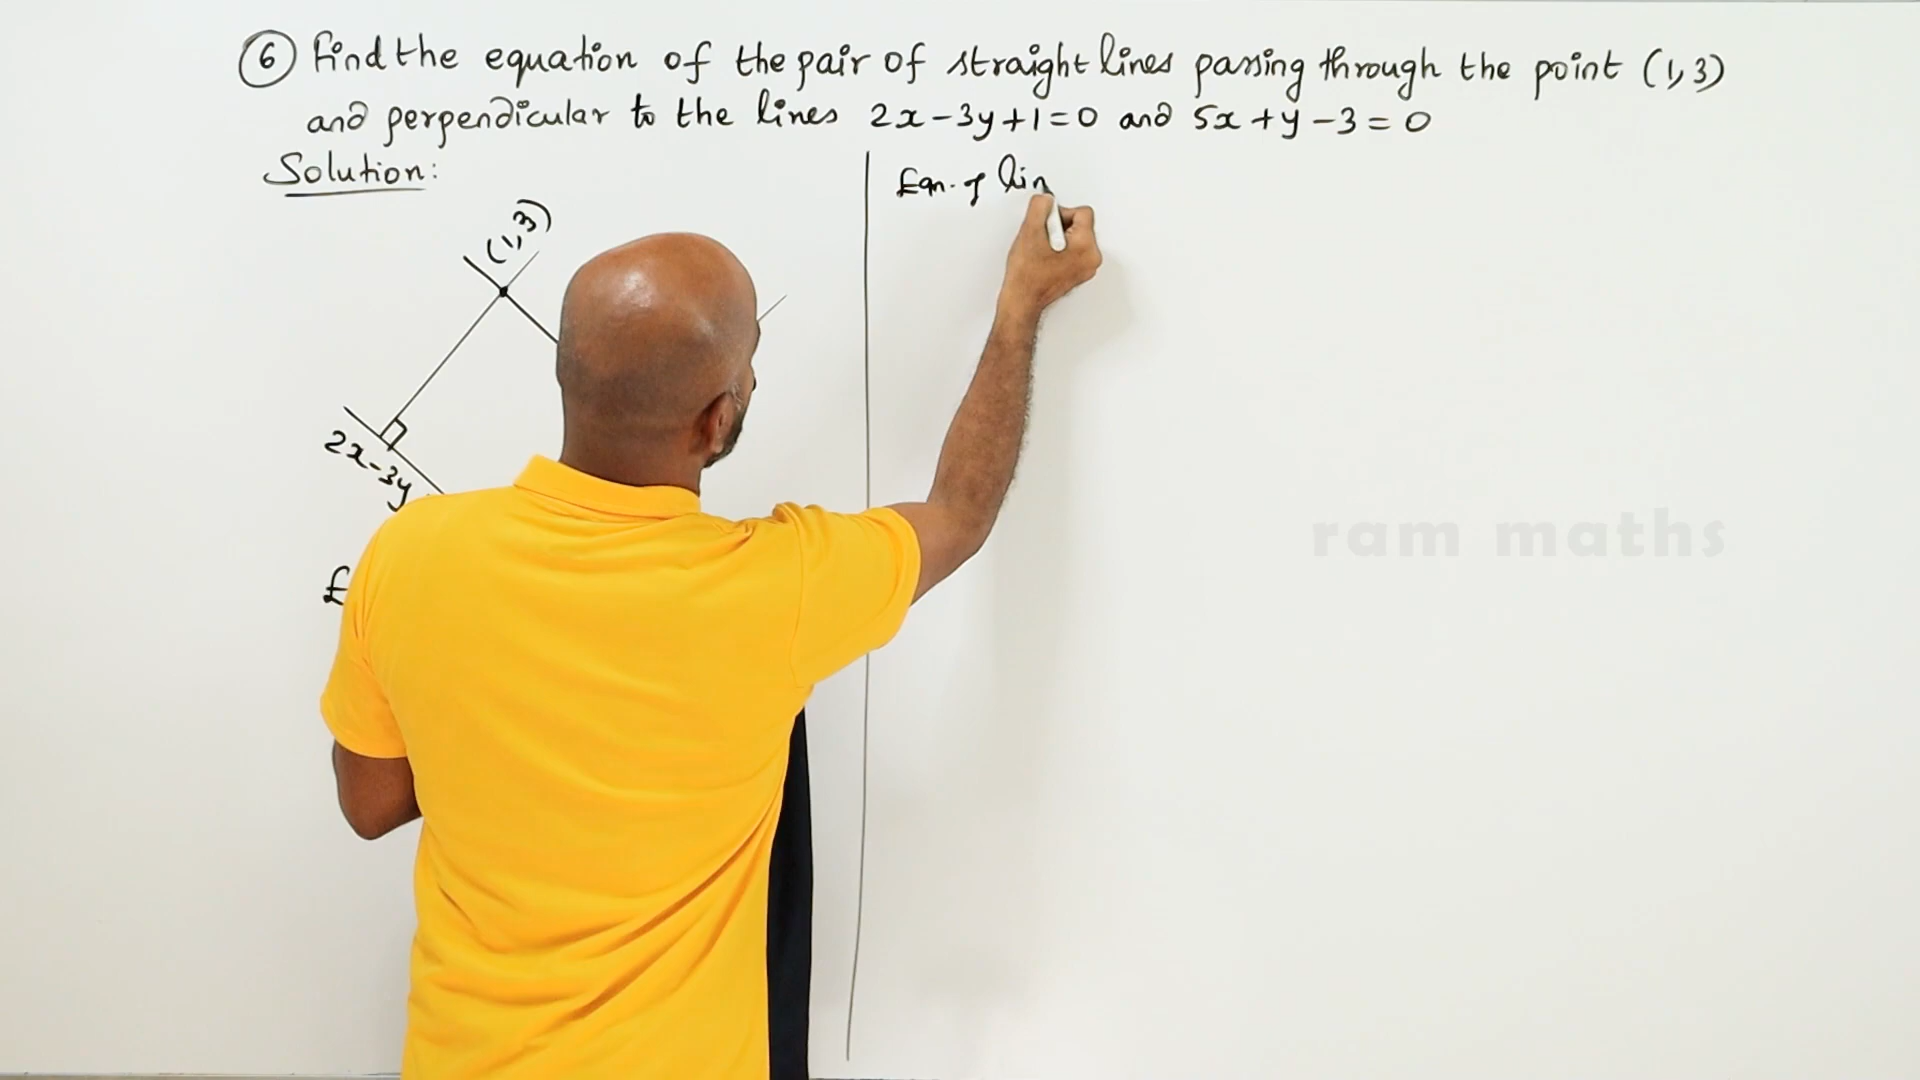 6 Find the equation of the pair of straight lines passing through the point (1,3)
and perpendicular to the lines 2x-3y+1=0 and 5x+y-3=0
Solution:
Eqn. of lin
(1,3)
2x-3y
ram maths